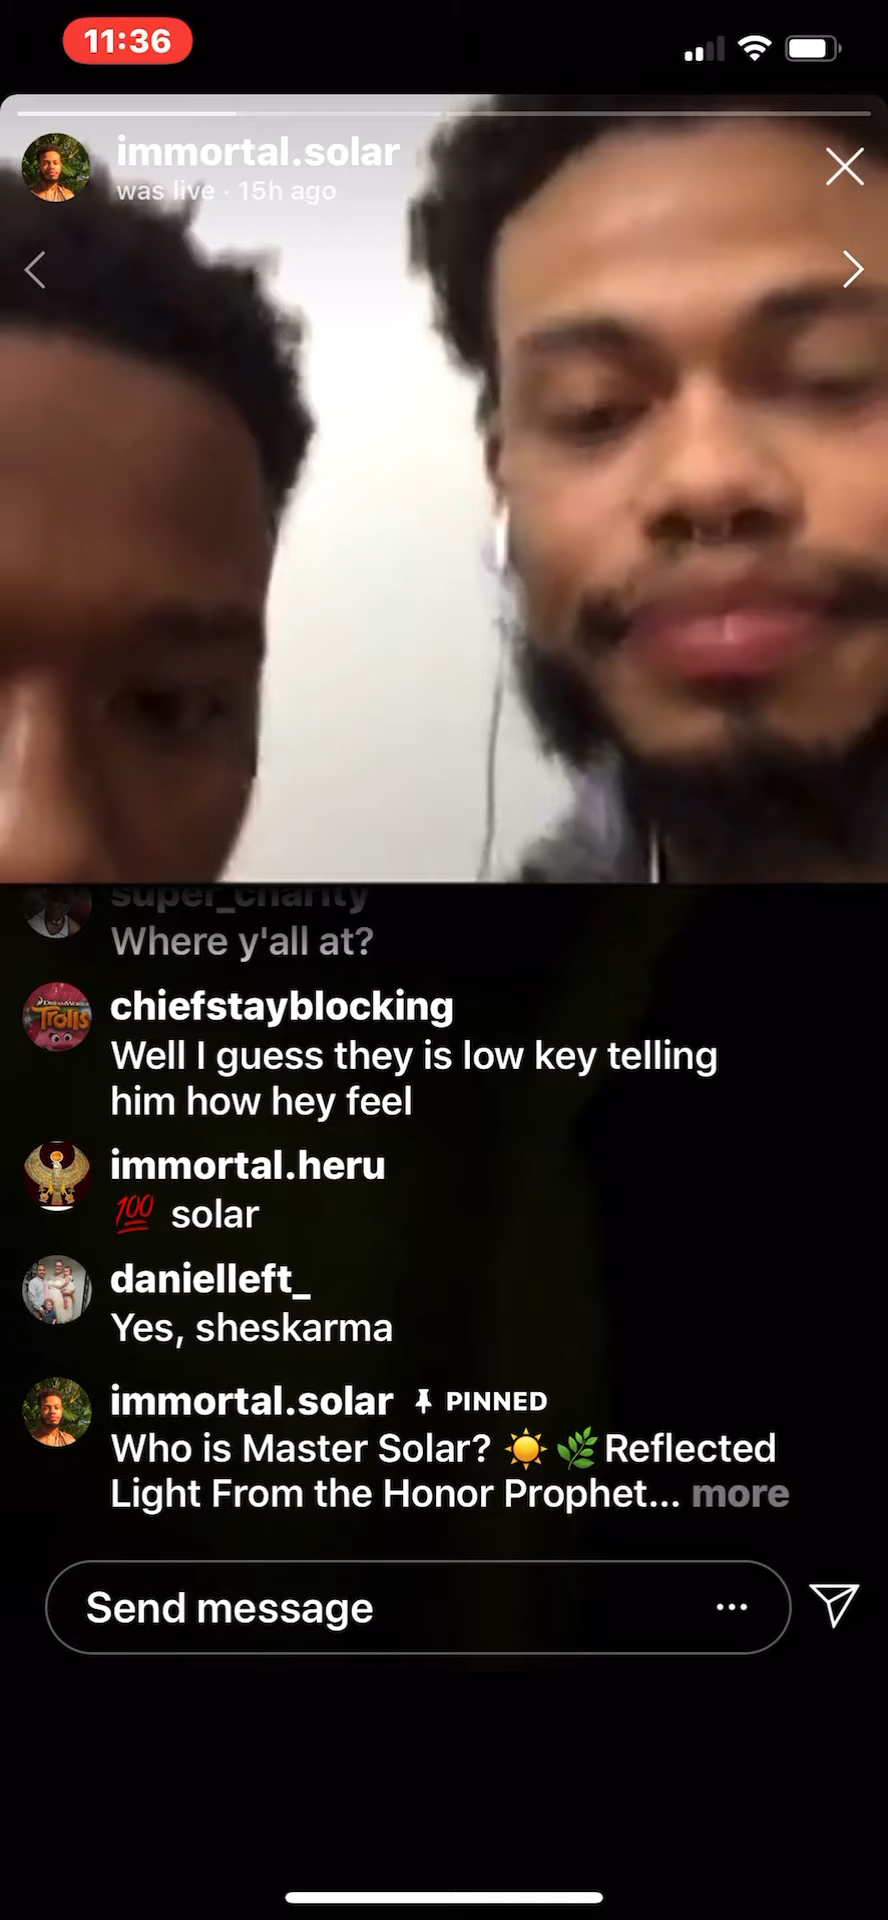 11:36
immortal.solar
was live · 15h ago
super_charity
Where y'all at?
chiefstayblocking
Well I guess they is low key telling
him how hey feel
immortal.heru
💯 solar
danielleft_
Yes, sheskarma
immortal.solar PINNED
Who is Master Solar? ☀️🌿Reflected
Light From the Honor Prophet... more
Send message
DreamWorks
Trolls